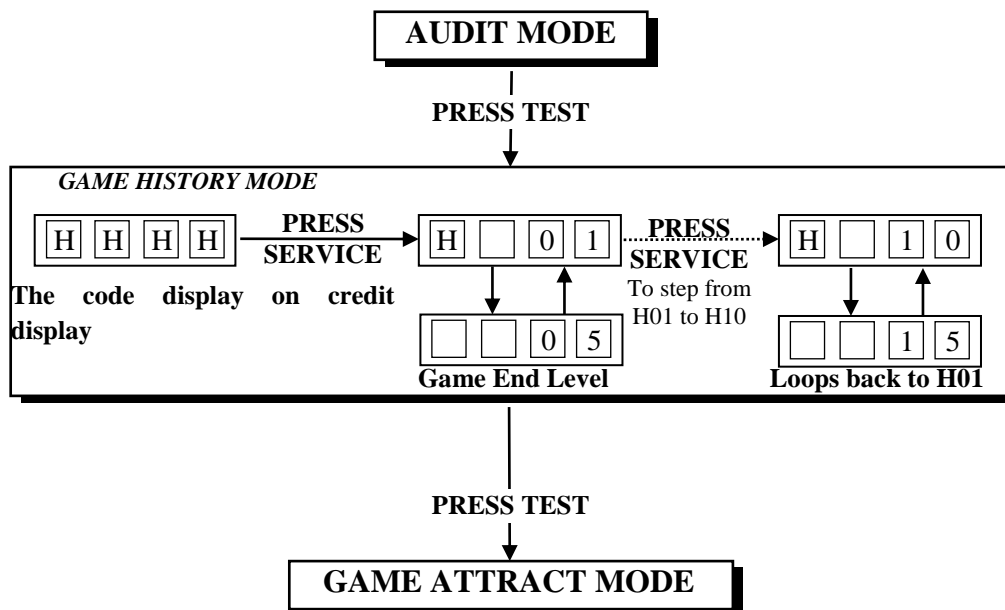 AUDIT MODE
PRESS TEST
GAME HISTORY MODE
H H H H
PRESS
SERVICE
H 0 1
PRESS
SERVICE
To step from
H01 to H10
H 1 0
The code display on credit
display
0 5
Game End Level
1 5
Loops back to H01
PRESS TEST
GAME ATTRACT MODE